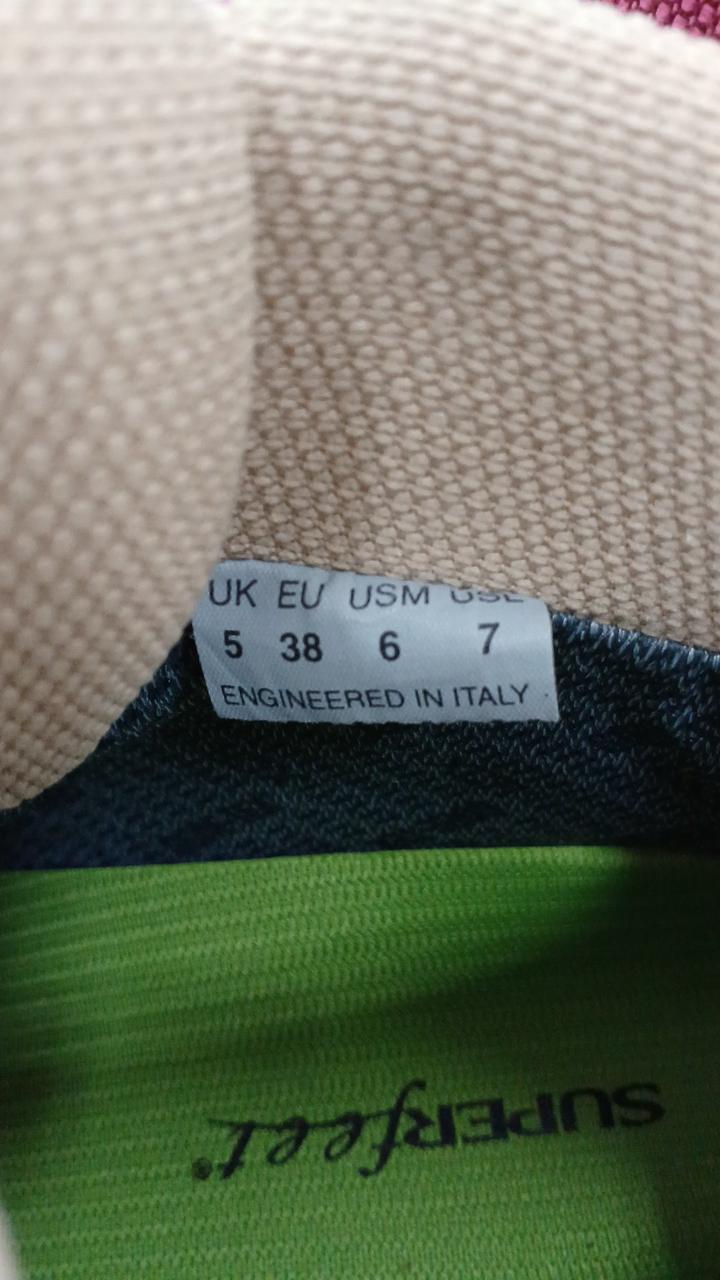 UK EU USM USL
5 38 6 7
ENGINEERED IN ITALY
SUPERfeet®